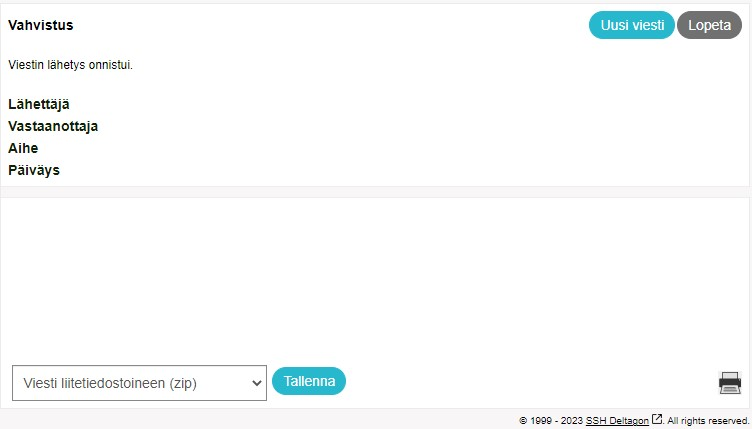 Vahvistus
Uusi viesti
Lopeta
Viestin lähetys onnistui.
Lähettäjä
Vastaanottaja
Aihe
Päiväys
Viesti liitetiedostoineen (zip)
Tallenna
© 1999 - 2023 SSH Deltagon. All rights reserved.